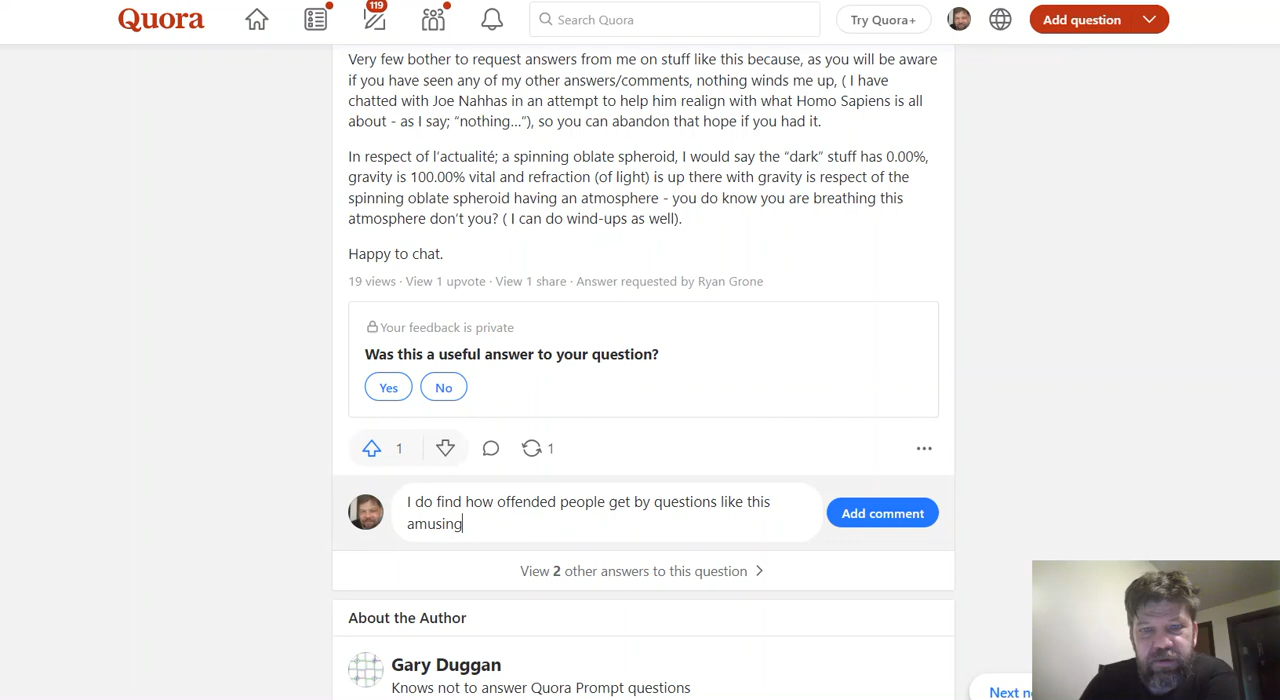 Quora
119
Search Quora
Try Quora+
Add question
Very few bother to request answers from me on stuff like this because, as you will be aware
if you have seen any of my other answers/comments, nothing winds me up, ( I have
chatted with Joe Nahhas in an attempt to help him realign with what Homo Sapiens is all
about - as I say; “nothing...”), so you can abandon that hope if you had it.
In respect of l’actualité; a spinning oblate spheroid, I would say the “dark” stuff has 0.00%,
gravity is 100.00% vital and refraction (of light) is up there with gravity is respect of the
spinning oblate spheroid having an atmosphere - you do know you are breathing this
atmosphere don’t you? ( I can do wind-ups as well).
Happy to chat.
19 views · View 1 upvote · View 1 share · Answer requested by Ryan Grone
Your feedback is private
Was this a useful answer to your question?
Yes
No
1
1
I do find how offended people get by questions like this
amusing
Add comment
View 2 other answers to this question
About the Author
Gary Duggan
Knows not to answer Quora Prompt questions